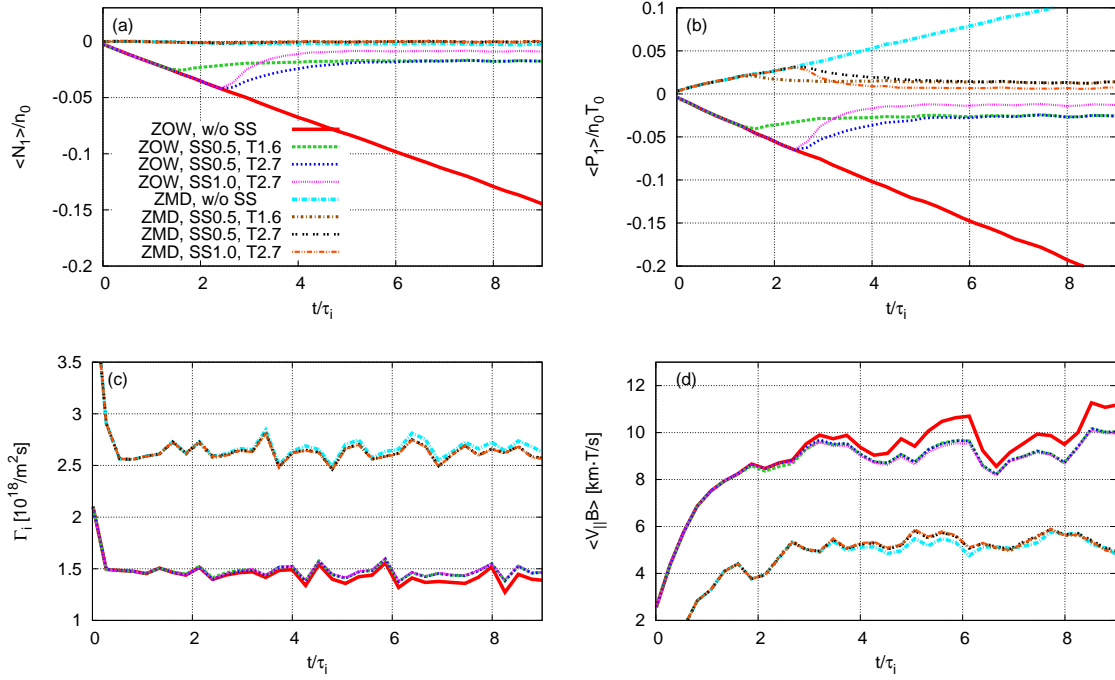 (a)
<N₁>/n₀
0
-0.05
-0.1
-0.15
-0.2
ZOW, w/o SS
ZOW, SS0.5, T1.6
ZOW, SS0.5, T2.7
ZOW, SS1.0, T2.7
ZMD, w/o SS
ZMD, SS0.5, T1.6
ZMD, SS0.5, T2.7
ZMD, SS1.0, T2.7
0 2 4 6 8
t/τᵢ
(b)
<P₁>/n₀T₀
0.1
0.05
0
-0.05
-0.1
-0.15
-0.2
0 2 4 6 8
t/τᵢ
(c)
Γᵢ [10¹⁸/m²s]
3.5
3
2.5
2
1.5
1
0 2 4 6 8
t/τᵢ
(d)
<V||B> [km·T/s]
12
10
8
6
4
2
0 2 4 6 8
t/τᵢ